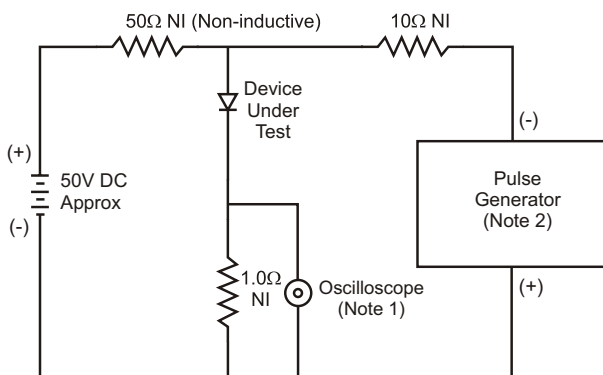 50Ω NI (Non-inductive)
10Ω NI
Device
Under
Test
(-)
(+)
50V DC
Approx
(-)
Pulse
Generator
(Note 2)
1.0Ω
NI
Oscilloscope
(Note 1)
(+)